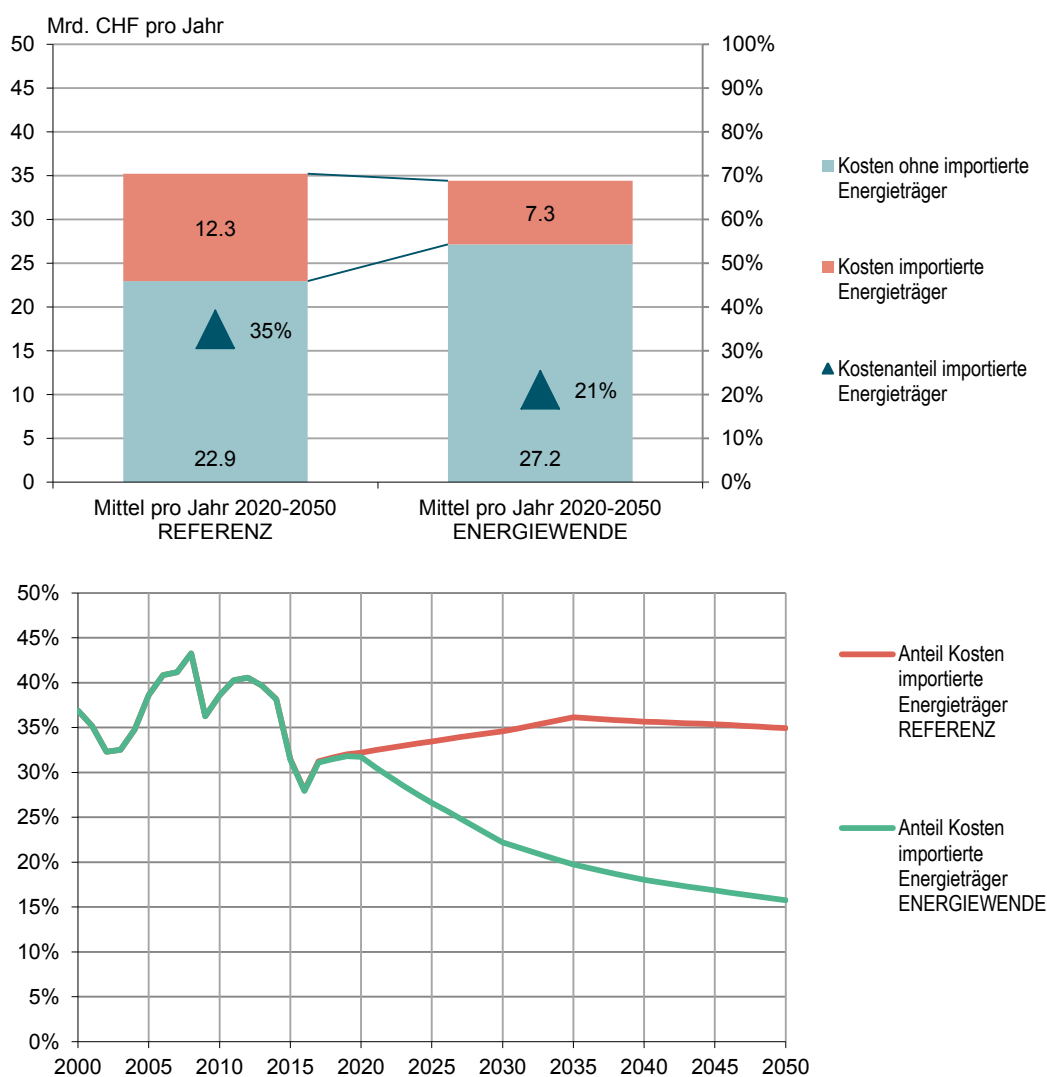 Mrd. CHF pro Jahr
50
45
40
35
30
25
20
15
10
5
0
100%
90%
80%
70%
60%
50%
40%
30%
20%
10%
0%
12.3
7.3
35%
21%
22.9
27.2
Mittel pro Jahr 2020-2050
REFERENZ
Mittel pro Jahr 2020-2050
ENERGIEWENDE
Kosten ohne importierte
Energieträger
Kosten importierte
Energieträger
Kostenanteil importierte
Energieträger
50%
45%
40%
35%
30%
25%
20%
15%
10%
5%
0%
2000 2005 2010 2015 2020 2025 2030 2035 2040 2045 2050
Anteil Kosten
importierte
Energieträger
REFERENZ
Anteil Kosten
importierte
Energieträger
ENERGIEWENDE